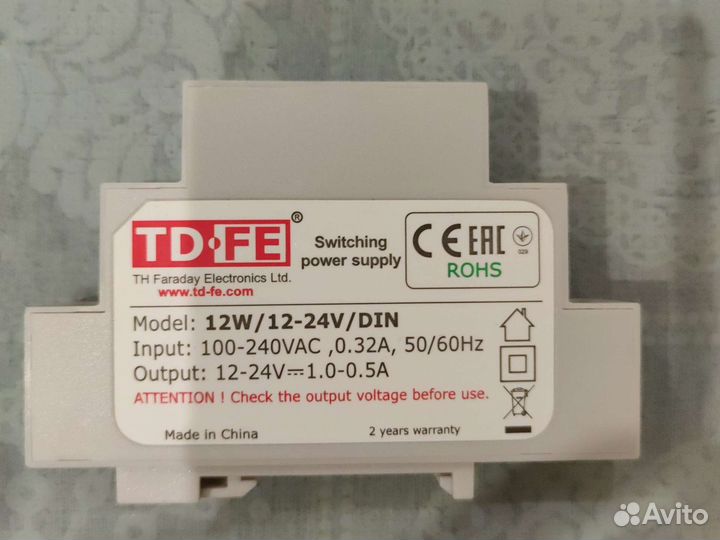 TD·FE®
TH Faraday Electronics Ltd.
www.td-fe.com
Switching
power supply
CE EAC
029
ROHS
Model: 12W/12-24V/DIN
Input: 100-240VAC ,0.32A, 50/60Hz
Output: 12-24V⎓1.0-0.5A
ATTENTION ! Check the output voltage before use.
Made in China
2 years warranty
Avito